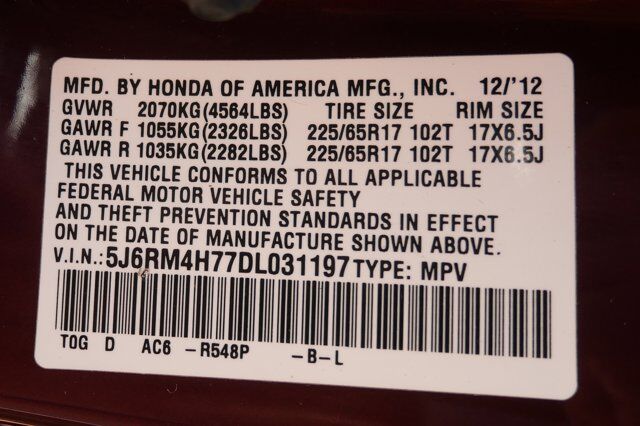 MFD. BY HONDA OF AMERICA MFG., INC. 12/'12
GVWR 2070KG(4564LBS) TIRE SIZE RIM SIZE
GAWR F 1055KG(2326LBS) 225/65R17 102T 17X6.5J
GAWR R 1035KG(2282LBS) 225/65R17 102T 17X6.5J
THIS VEHICLE CONFORMS TO ALL APPLICABLE
FEDERAL MOTOR VEHICLE SAFETY
AND THEFT PREVENTION STANDARDS IN EFFECT
ON THE DATE OF MANUFACTURE SHOWN ABOVE.
V.I.N.:5J6RM4H77DL031197TYPE: MPV
TOG D AC6 -R548P -B-L